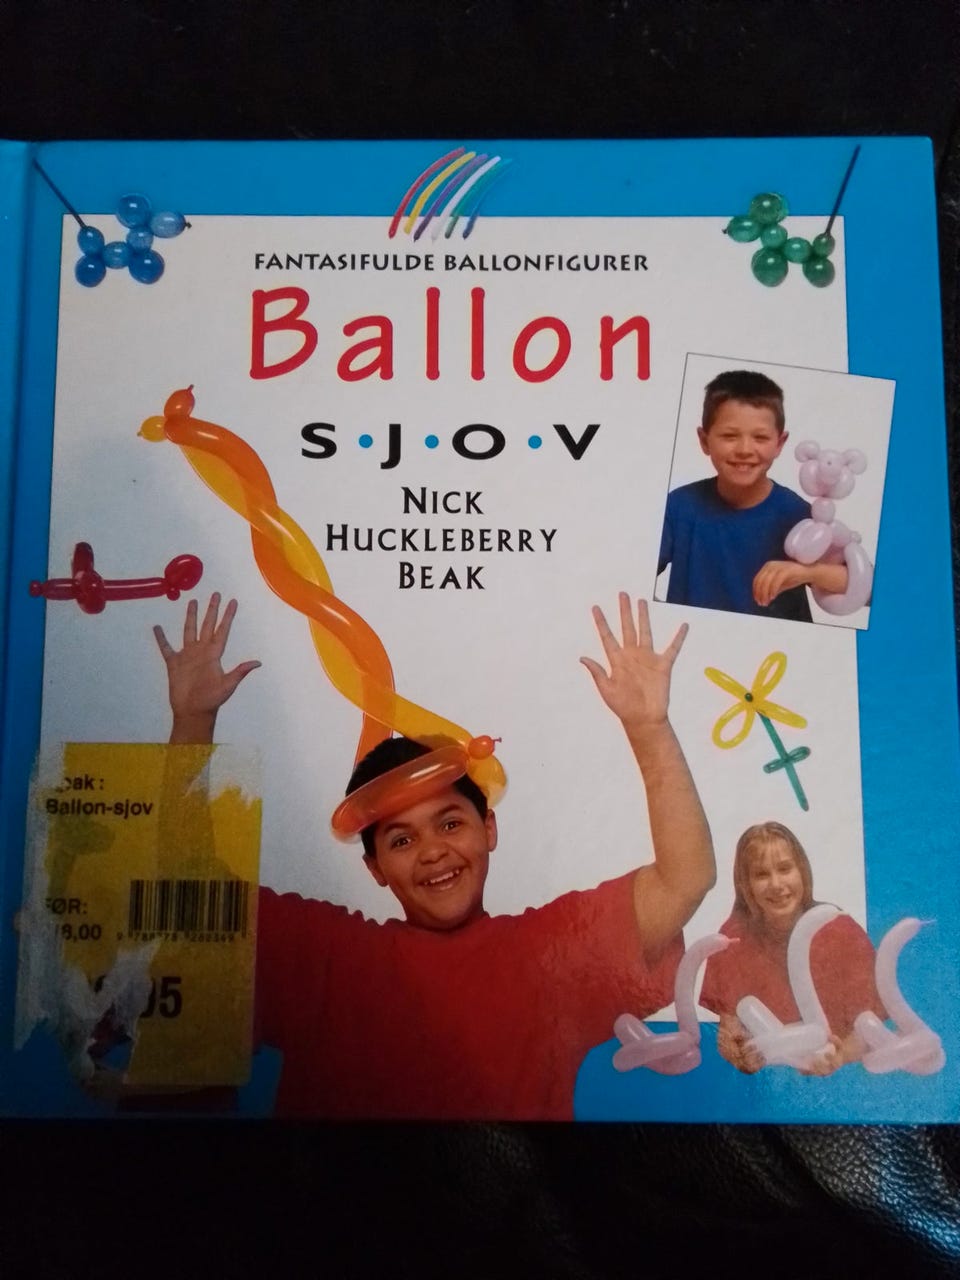 FANTASIFULDE BALLONFIGURER
Ballon
S·J·O·V
NICK
HUCKLEBERRY
BEAK
Ballon-sjov
FØR: